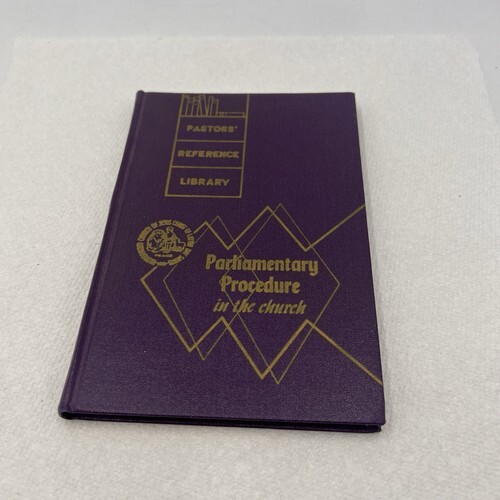 PASTORS'
REFERENCE
LIBRARY
Parliamentary
Procedure
in the church